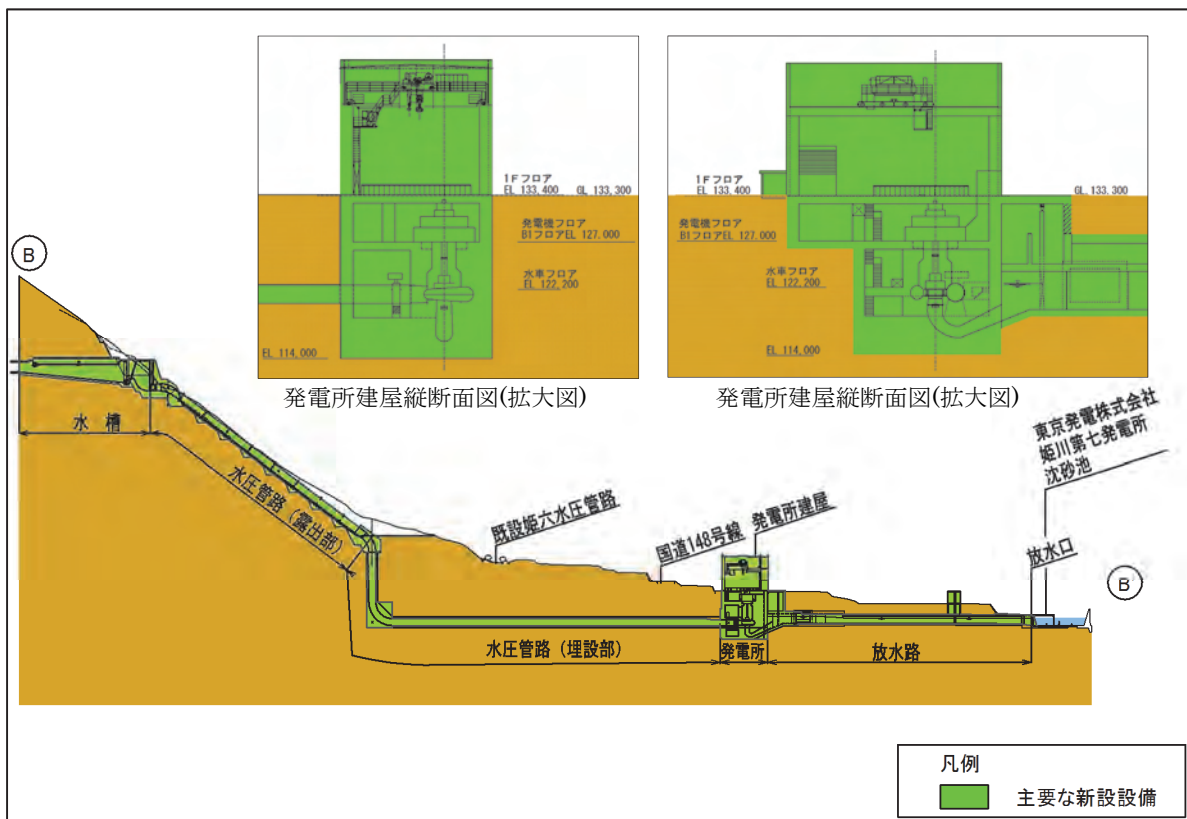 1Fフロア
EL 133,400 GL 133,300
発電機フロア
B1フロアEL 127.000
水車フロア
EL 122,200
EL 114,000
発電所建屋縦断面図(拡大図)
1Fフロア
EL 133,400
GL.133,300
発電機フロア
B1フロアEL 127.000
水車フロア
EL 122,200
EL 114,000
発電所建屋縦断面図(拡大図)
B
水槽
水圧管路(露出部)
既設姫六水圧管路
国道148号線
発電所建屋
東京発電株式会社
姫川第七発電所
沈砂池
放水口
B
水圧管路(埋設部)
発電所
放水路
凡例
主要な新設設備